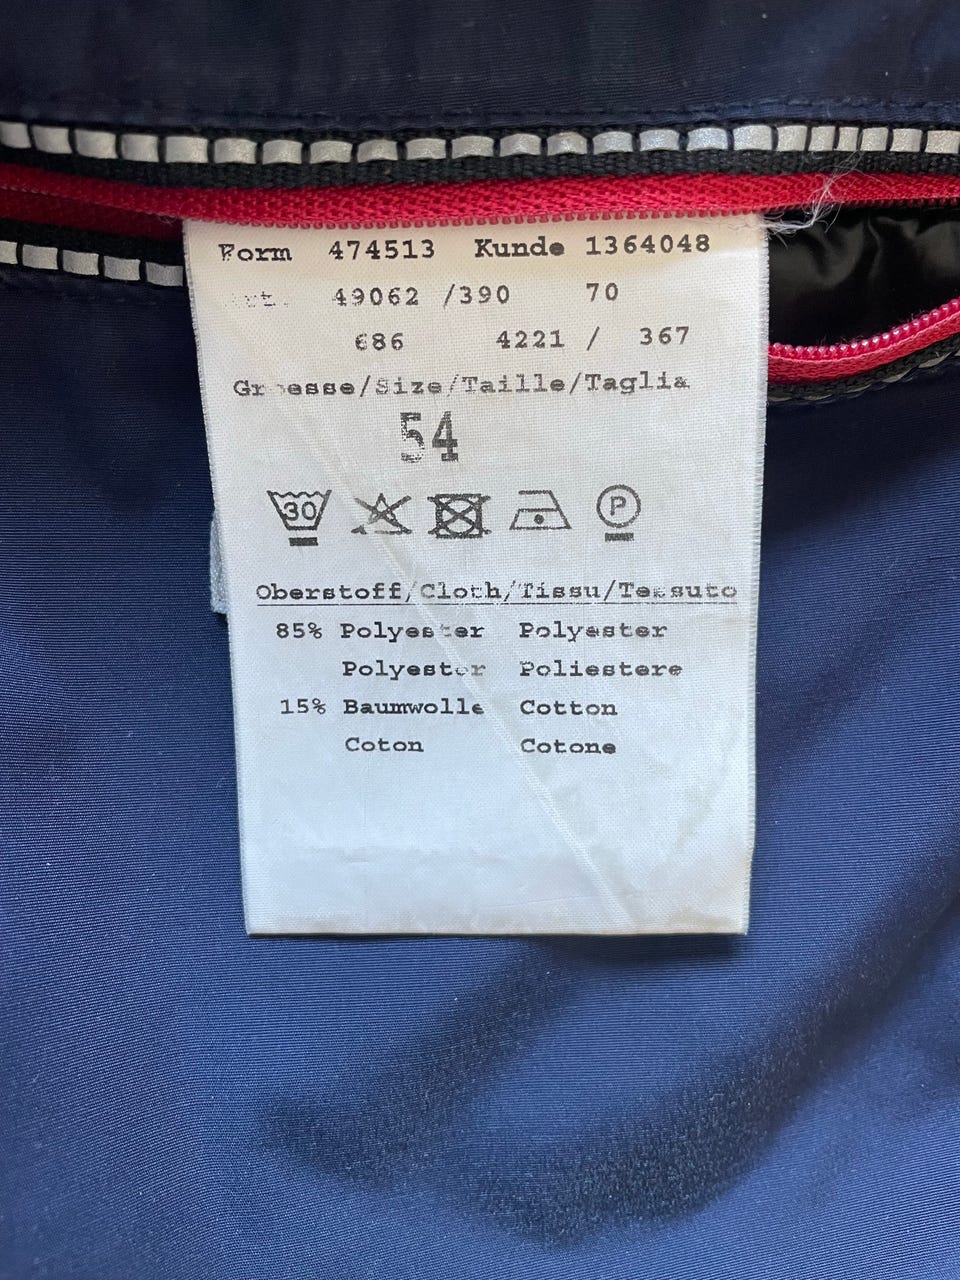 Form 474513 Kunde 1364048
49062 /390 70
686 4221 / 367
Groesse/Size/Taille/Taglia
54
30 P
Oberstoff/Cloth/Tissu/Tessuto
85% Polyester Polyester
Polyester Poliestere
15% Baumwolle Cotton
Coton Cotone